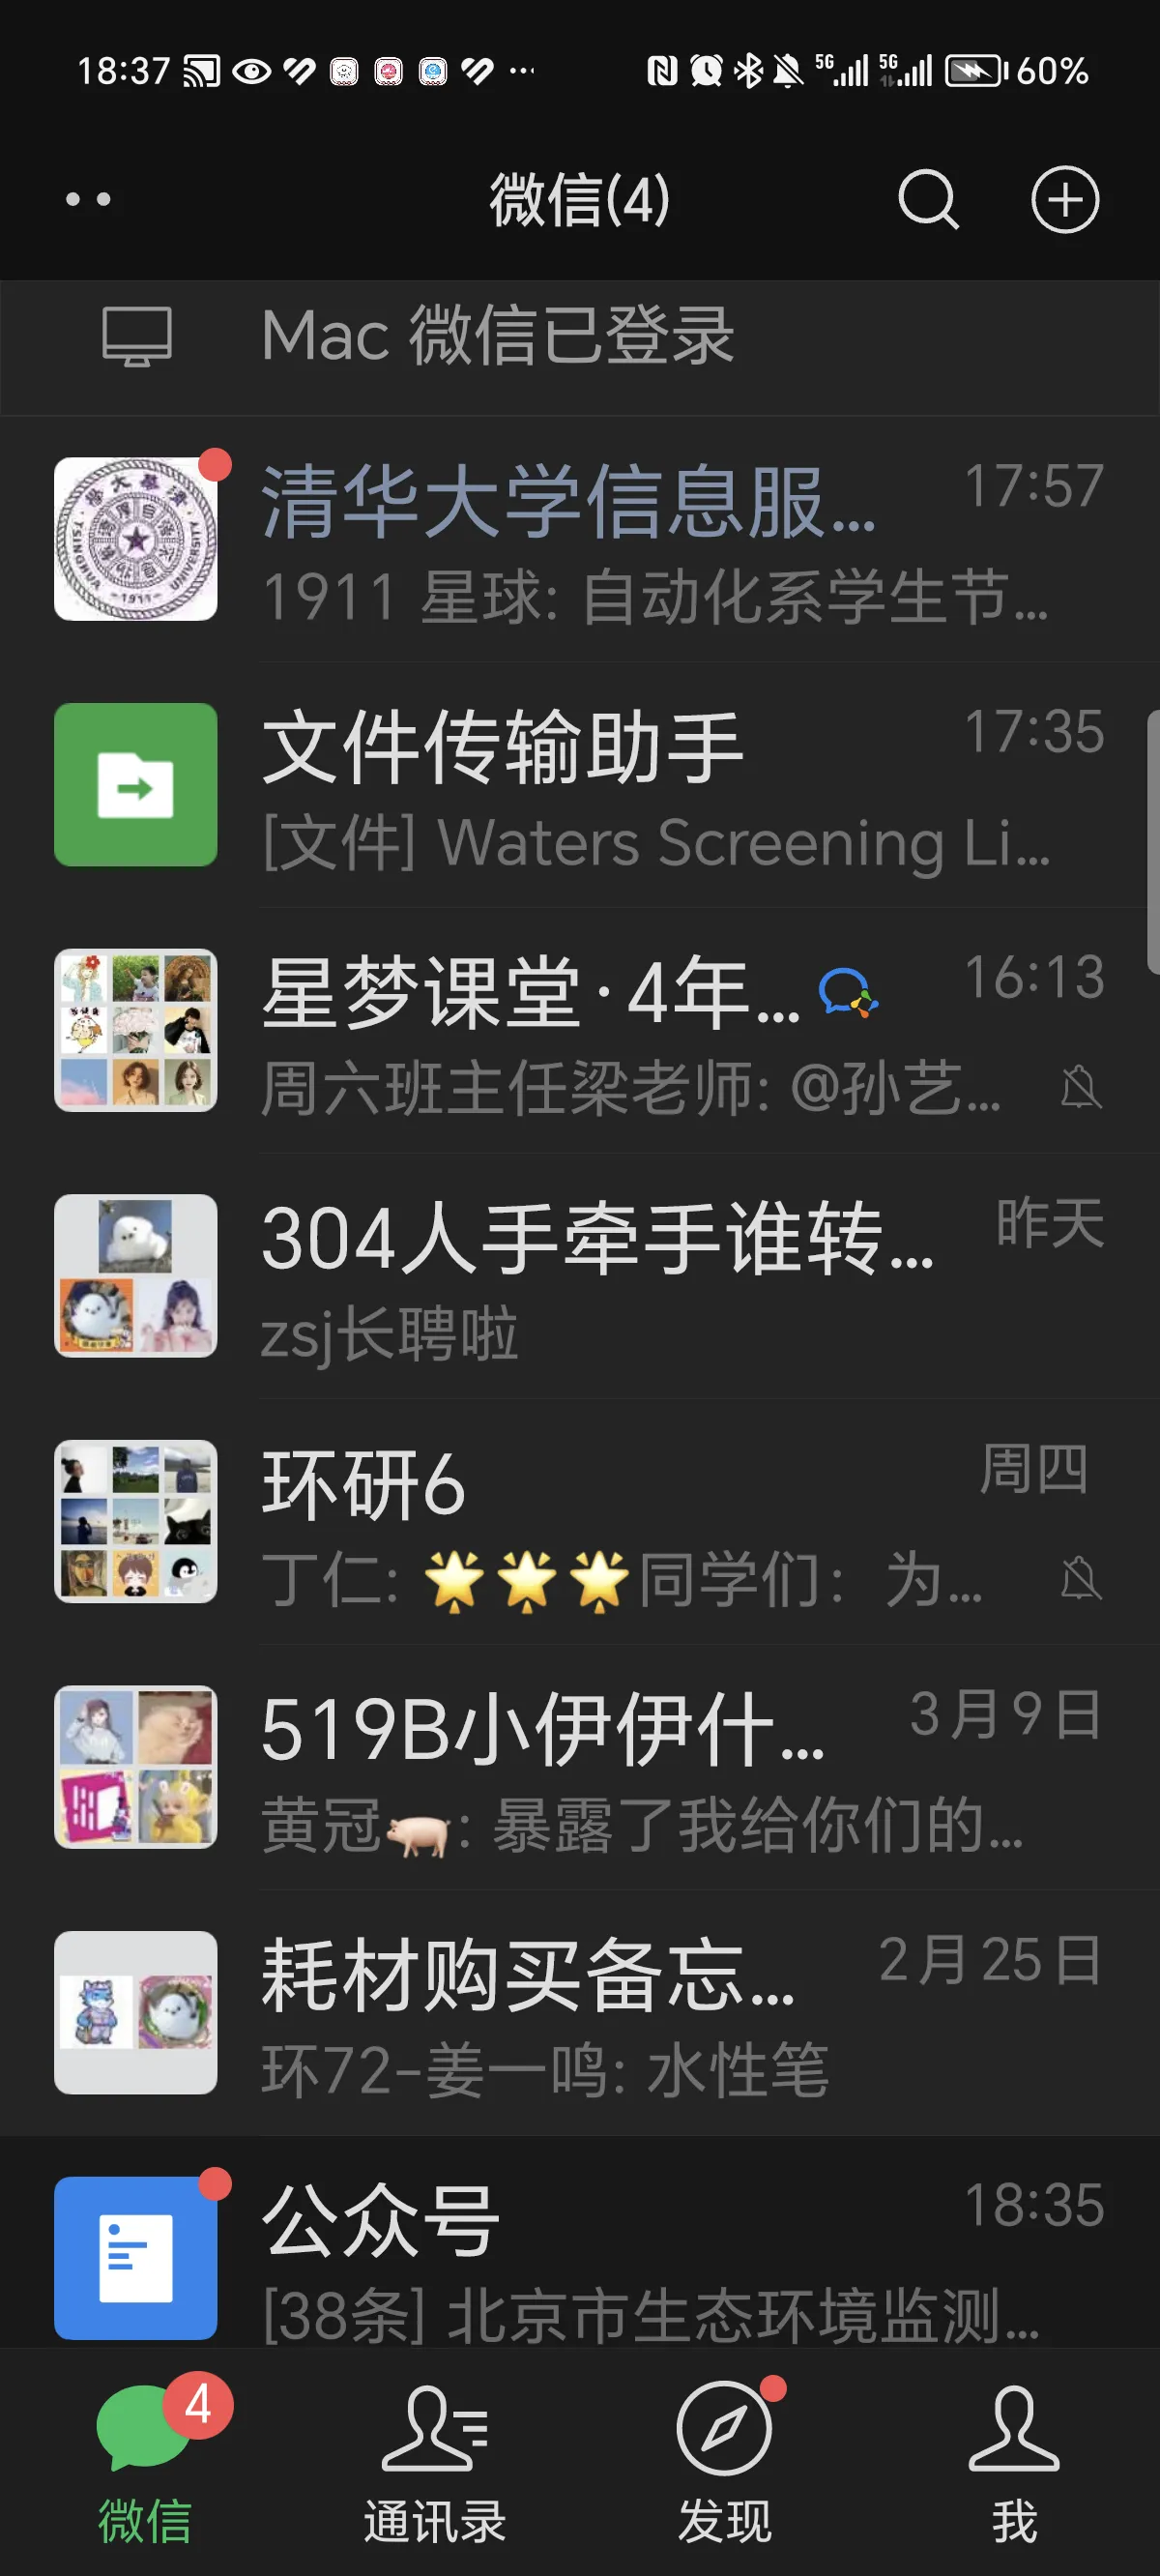 18:37
5G 5G 60%
微信(4)
Mac 微信已登录
清华大学信息服...
17:57
1911 星球: 自动化系学生节...
文件传输助手
17:35
[文件] Waters Screening Li...
星梦课堂·4年...
16:13
周六班主任梁老师: @孙艺...
304人手牵手谁转...
昨天
zsj长聘啦
环研6
周四
丁仁: 🌟🌟🌟同学们：为...
519B小伊伊什...
3月9日
黄冠🐖: 暴露了我给你们的...
耗材购买备忘...
2月25日
环72-姜一鸣: 水性笔
公众号
18:35
[38条] 北京市生态环境监测...
4
微信
通讯录
发现
我
TSINGHUA UNIVERSITY
-1911-